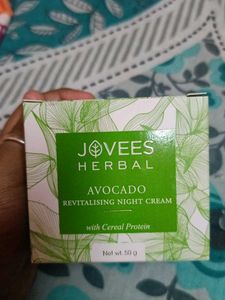 JOVEES
HERBAL
AVOCADO
REVITALISING NIGHT CREAM
with Cereal Protein
Net wt. 50 g